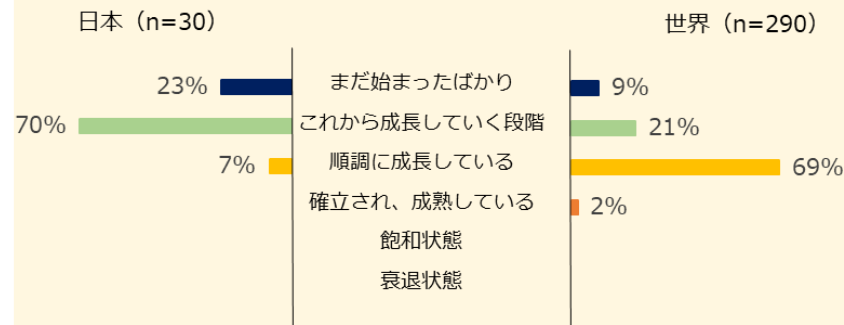 日本（n=30） 世界（n=290）
23% まだ始まったばかり 9%
70% これから成長していく段階 21%
7% 順調に成長している 69%
確立され、成熟している 2%
飽和状態
衰退状態